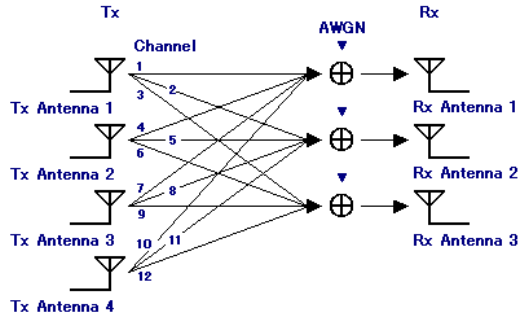 Tx
Rx
AWGN
Channel
1
2
3
Tx Antenna 1
Rx Antenna 1
4
5
6
Tx Antenna 2
Rx Antenna 2
7
8
9
Tx Antenna 3
Rx Antenna 3
10
11
12
Tx Antenna 4